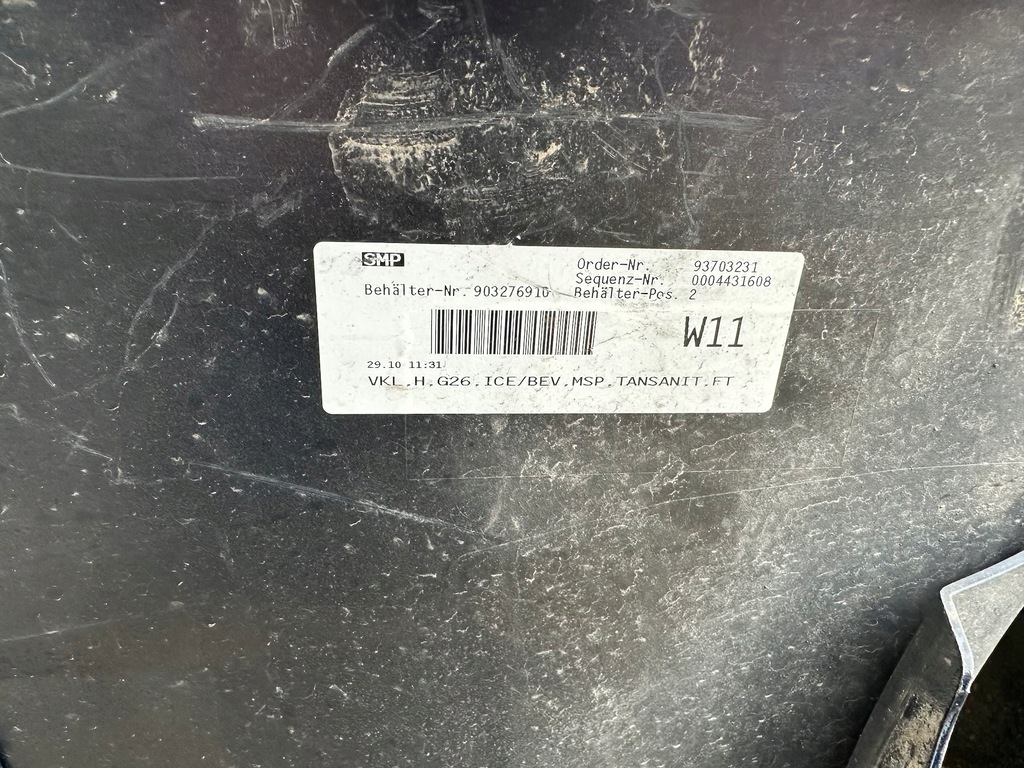 SMP
Order-Nr. 93703231
Sequenz-Nr. 0004431608
Behälter-Nr. 903276910 Behälter-Pos. 2
W11
29.10 11:31
VKL.H.G26.ICE/BEV.MSP.TANSANIT.FT